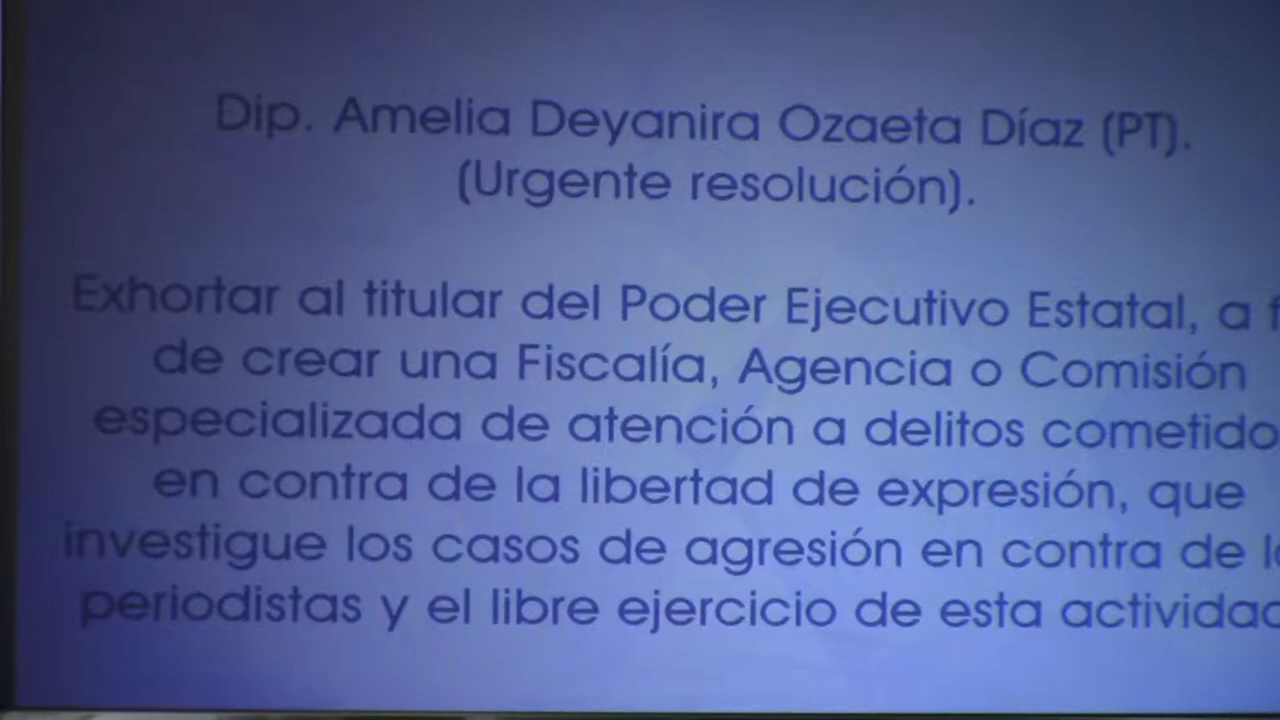 Dip. Amelia Deyanira Ozaeta Díaz (PT).
(Urgente resolución).
Exhortar al titular del Poder Ejecutivo Estatal, a
de crear una Fiscalía, Agencia o Comisión
especializada de atención a delitos cometido
en contra de la libertad de expresión, que
investigue los casos de agresión en contra de
periodistas y el libre ejercicio de esta actividad